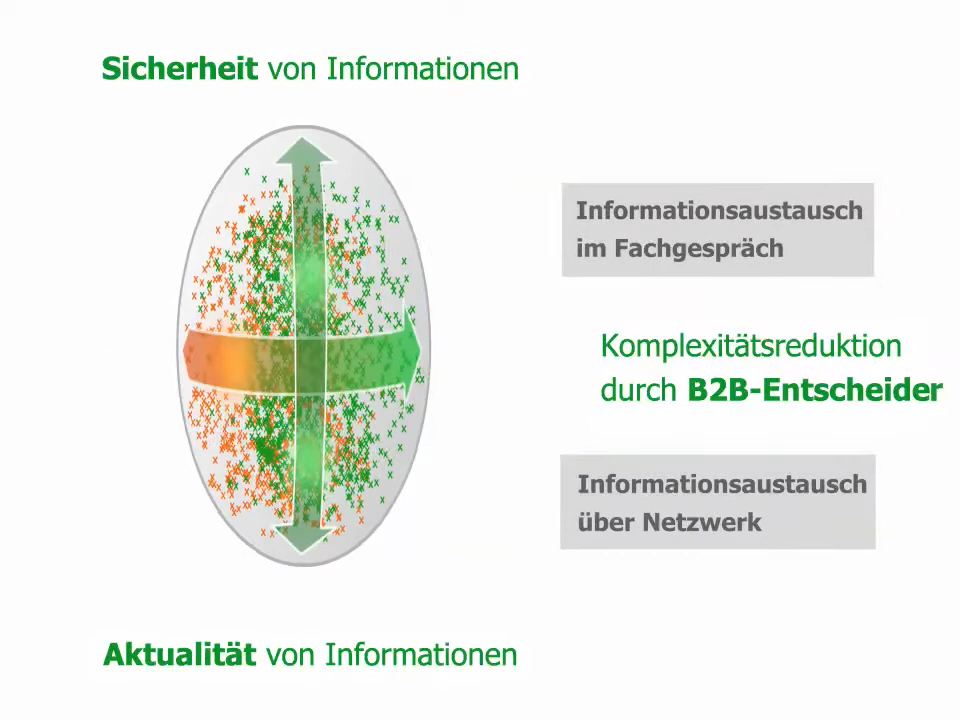 Sicherheit von Informationen
Informationsaustausch
im Fachgespräch
Komplexitätsreduktion
durch B2B-Entscheider
Informationsaustausch
über Netzwerk
Aktualität von Informationen